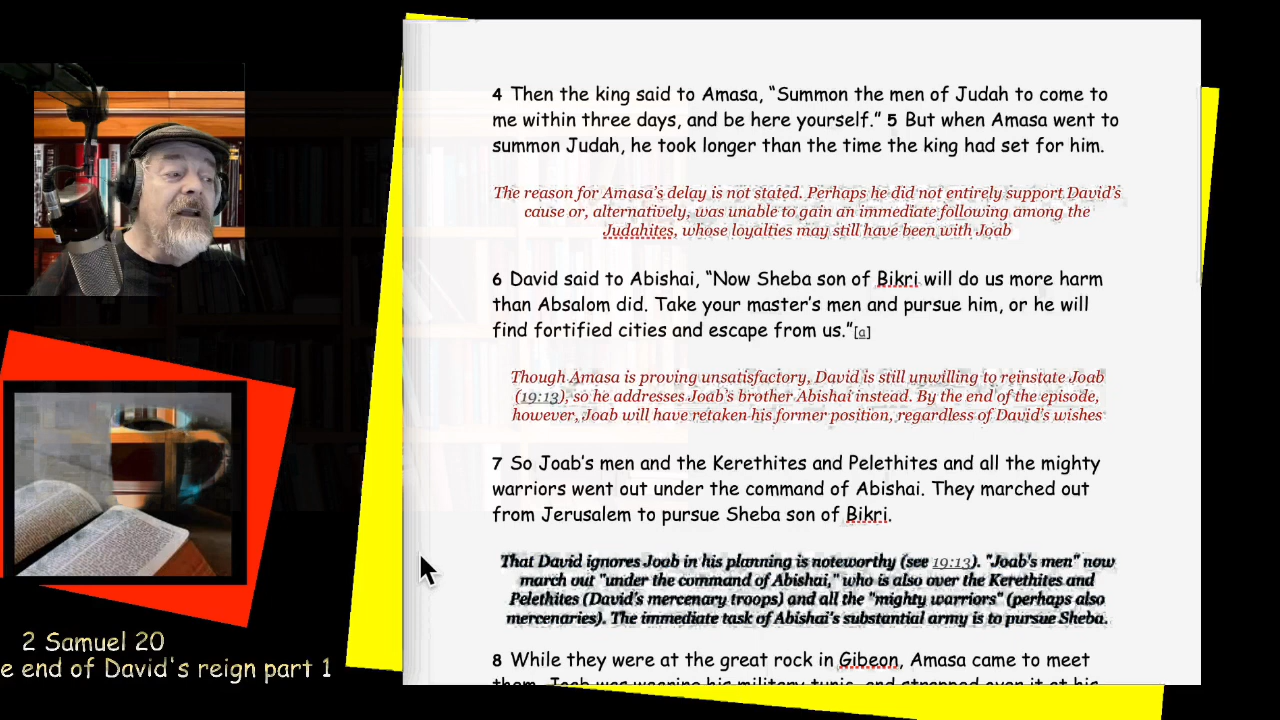 4 Then the king said to Amasa, “Summon the men of Judah to come to
me within three days, and be here yourself.” 5 But when Amasa went to
summon Judah, he took longer than the time the king had set for him.
The reason for Amasa’s delay is not stated. Perhaps he did not entirely support David’s
cause or, alternatively, was unable to gain an immediate following among the
Judahites, whose loyalties may still have been with Joab
6 David said to Abishai, “Now Sheba son of Bikri will do us more harm
than Absalom did. Take your master’s men and pursue him, or he will
find fortified cities and escape from us.”[a]
Though Amasa is proving unsatisfactory, David is still unwilling to reinstate Joab
(19:13), so he addresses Joab’s brother Abishai instead. By the end of the episode,
however, Joab will have retaken his former position, regardless of David’s wishes
7 So Joab’s men and the Kerethites and Pelethites and all the mighty
warriors went out under the command of Abishai. They marched out
from Jerusalem to pursue Sheba son of Bikri.
That David ignores Joab in his planning is noteworthy (see 19:13). "Joab's men" now
march out "under the command of Abishai," who is also over the Kerethites and
Pelethites (David's mercenary troops) and all the "mighty warriors" (perhaps also
mercenaries). The immediate task of Abishai's substantial army is to pursue Sheba.
8 While they were at the great rock in Gibeon, Amasa came to meet
them. Joab was wearing his military tunic, and strapped over it at his
2 Samuel 20
e end of David's reign part 1